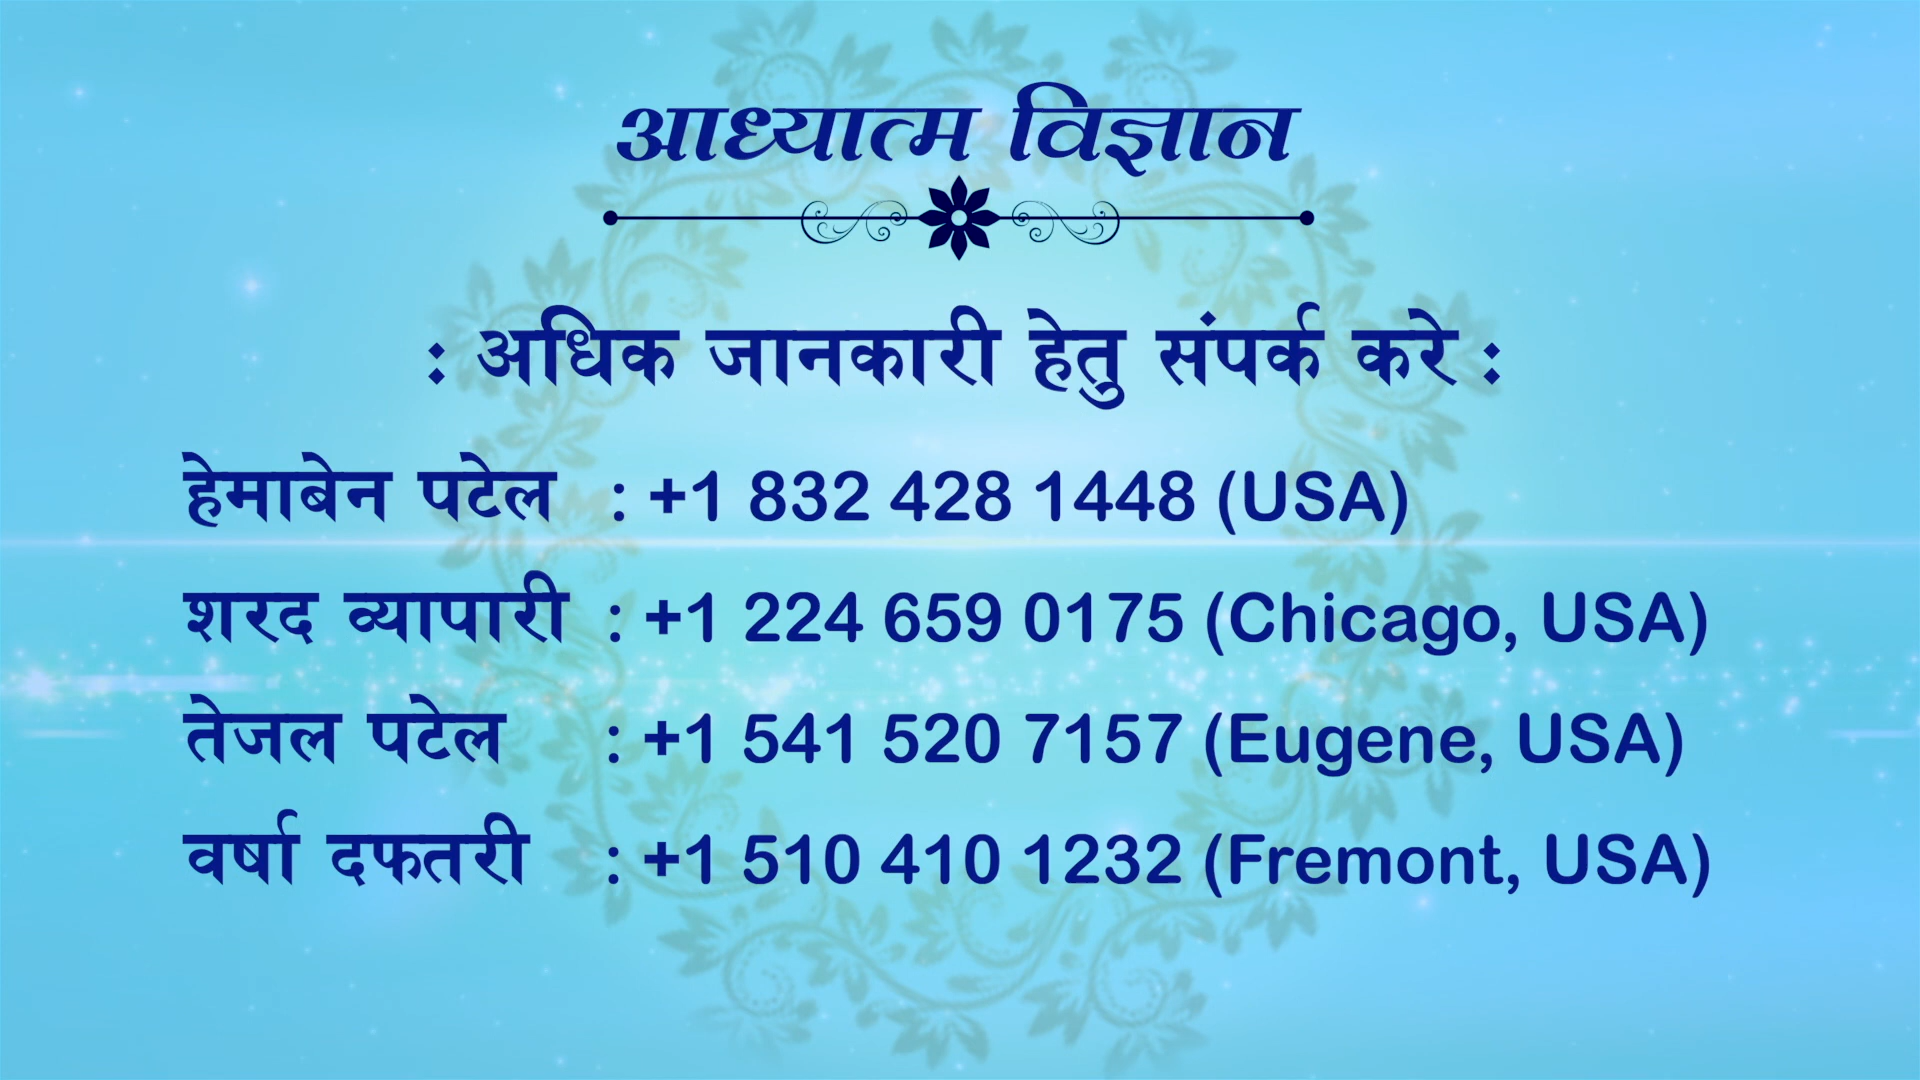 आध्यात्म विज्ञान
: अधिक जानकारी हेतु संपर्क करे :
हेमाबेन पटेल : +1 832 428 1448 (USA)
शरद व्यापारी : +1 224 659 0175 (Chicago, USA)
तेजल पटेल : +1 541 520 7157 (Eugene, USA)
वर्षा दफतरी : +1 510 410 1232 (Fremont, USA)